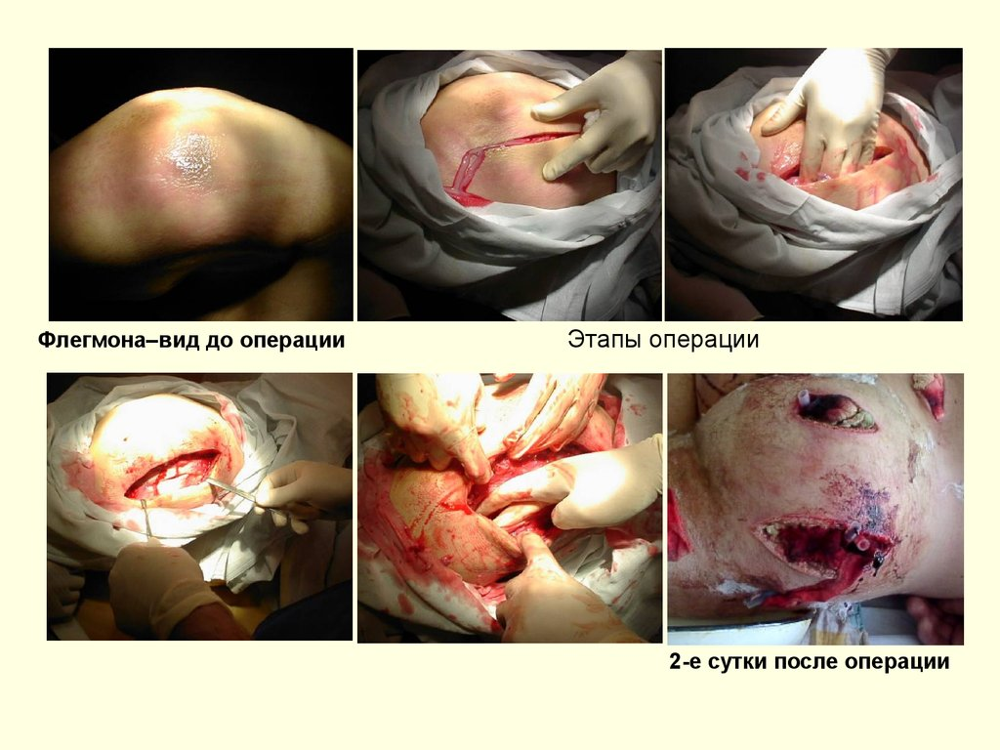 Флегмона–вид до операции
Этапы операции
2-е сутки после операции